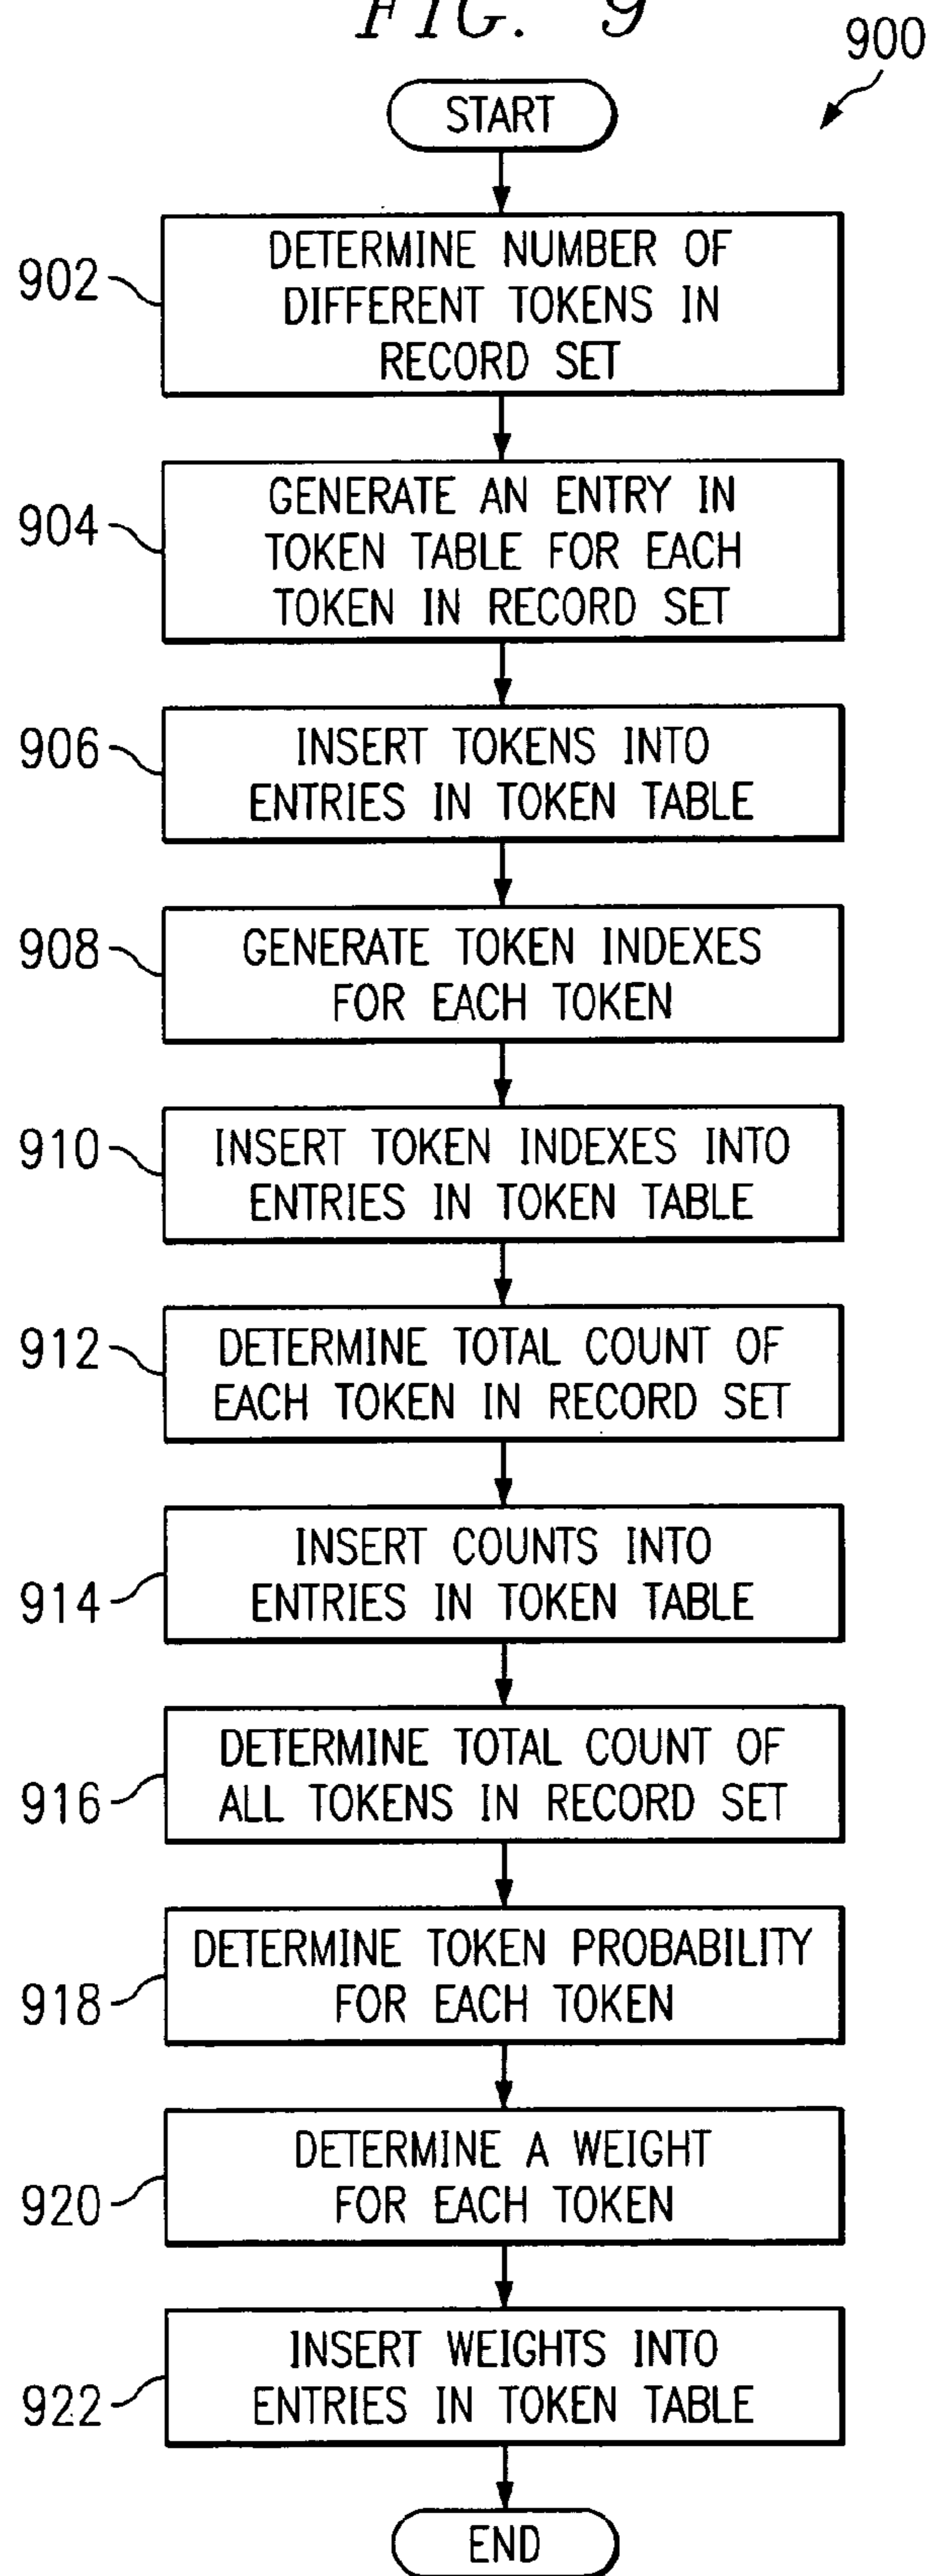 FIG. 9
900
START
902
DETERMINE NUMBER OF
DIFFERENT TOKENS IN
RECORD SET
904
GENERATE AN ENTRY IN
TOKEN TABLE FOR EACH
TOKEN IN RECORD SET
906
INSERT TOKENS INTO
ENTRIES IN TOKEN TABLE
908
GENERATE TOKEN INDEXES
FOR EACH TOKEN
910
INSERT TOKEN INDEXES INTO
ENTRIES IN TOKEN TABLE
912
DETERMINE TOTAL COUNT OF
EACH TOKEN IN RECORD SET
914
INSERT COUNTS INTO
ENTRIES IN TOKEN TABLE
916
DETERMINE TOTAL COUNT OF
ALL TOKENS IN RECORD SET
918
DETERMINE TOKEN PROBABILITY
FOR EACH TOKEN
920
DETERMINE A WEIGHT
FOR EACH TOKEN
922
INSERT WEIGHTS INTO
ENTRIES IN TOKEN TABLE
END